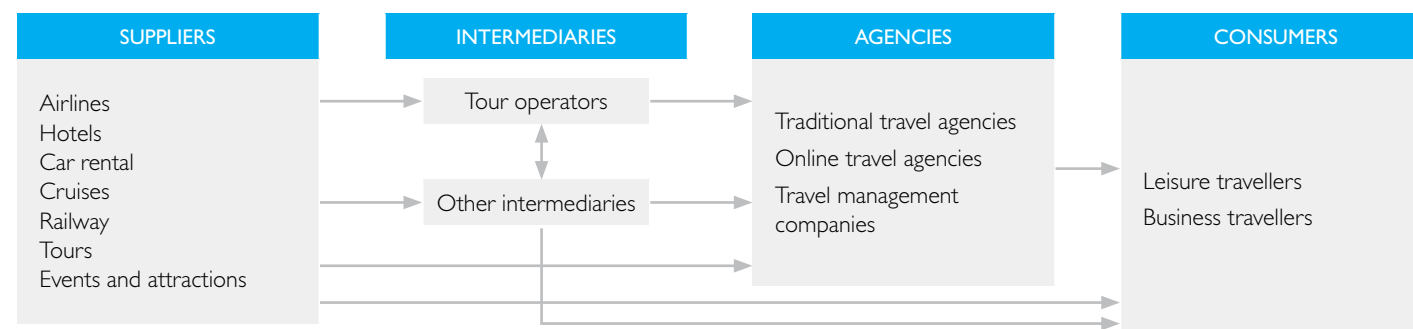 SUPPLIERS
Airlines
Hotels
Car rental
Cruises
Railway
Tours
Events and attractions
INTERMEDIARIES
Tour operators
Other intermediaries
AGENCIES
Traditional travel agencies
Online travel agencies
Travel management
companies
CONSUMERS
Leisure travellers
Business travellers